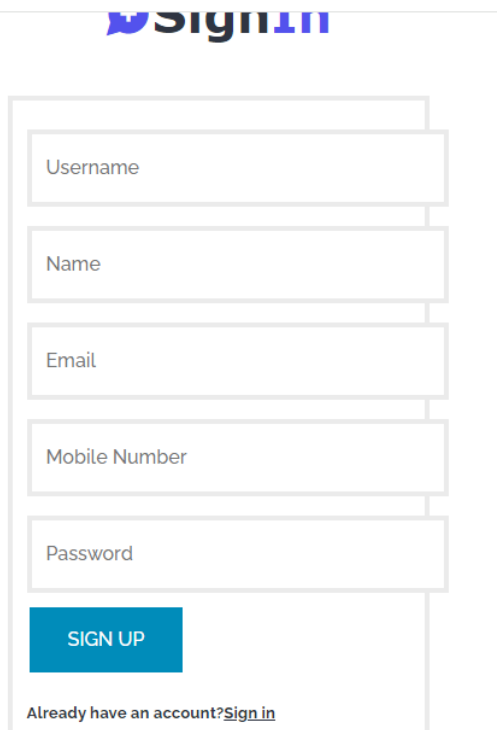 SignIn
Username
Name
Email
Mobile Number
Password
SIGN UP
Already have an account?Sign in